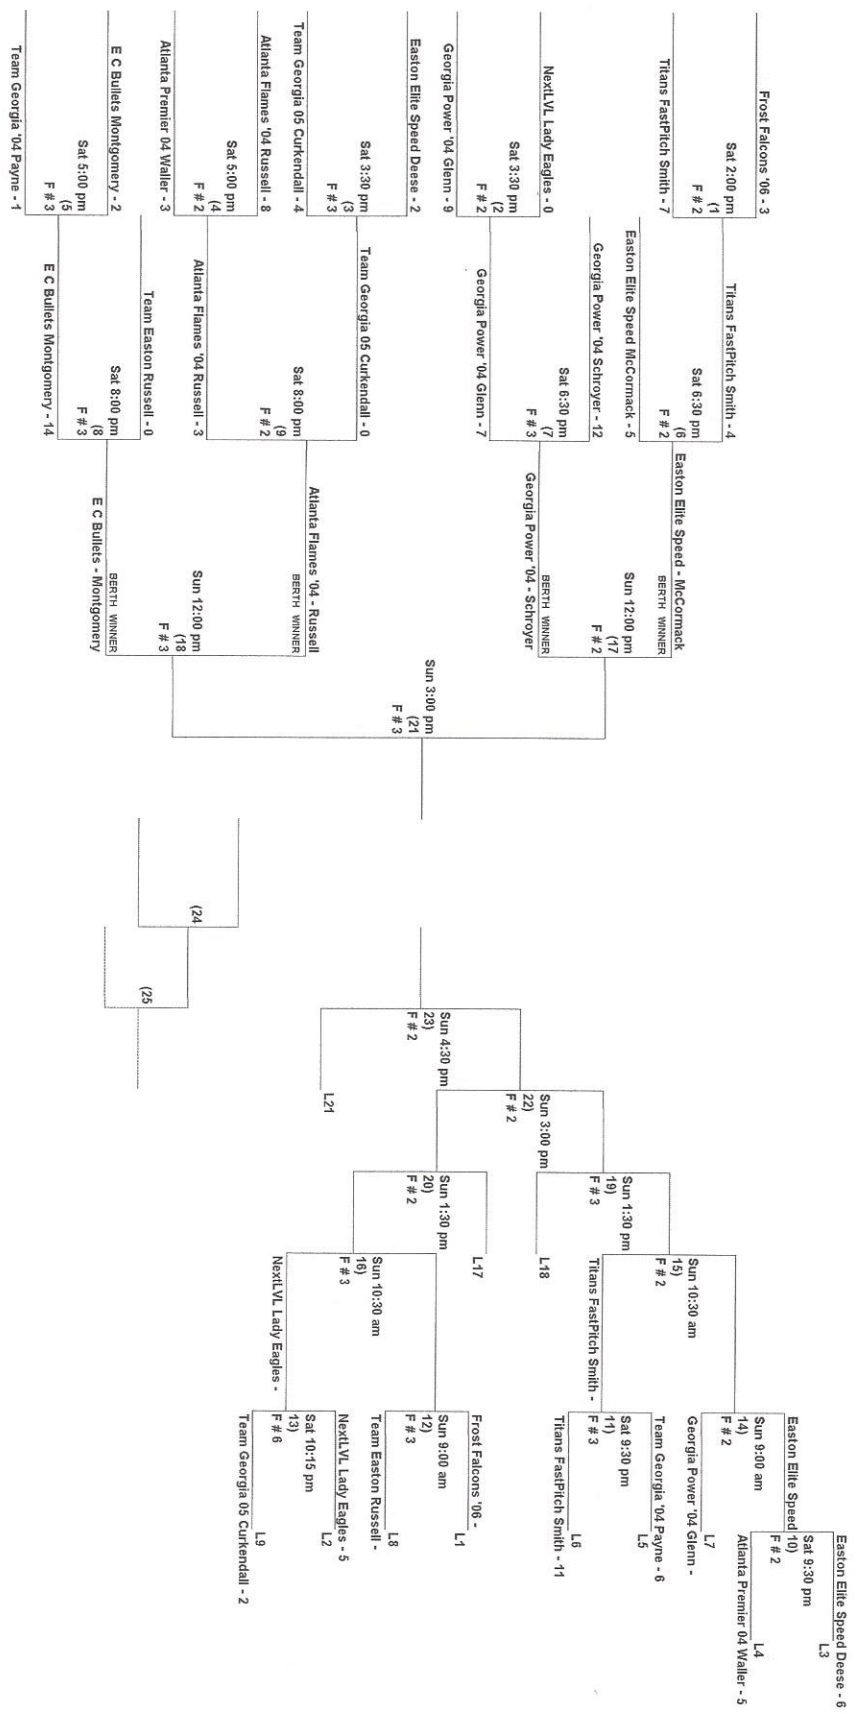 Frost Falcons '06 - 3
Sat 2:00 pm
(1
F # 2
Titans FastPitch Smith - 7
Titans FastPitch Smith - 4
Sat 6:30 pm
(6
F # 2
Easton Elite Speed McCormack - 5
Easton Elite Speed - McCormack
BERTH WINNER
NextLVL Lady Eagles - 0
Sat 3:30 pm
(2
F # 2
Georgia Power '04 Glenn - 9
Georgia Power '04 Schroyer - 12
Sat 6:30 pm
(7
F # 3
Georgia Power '04 Glenn - 7
Georgia Power '04 - Schroyer
BERTH WINNER
Sun 12:00 pm
(17
F # 2
Easton Elite Speed Deese - 2
Sat 3:30 pm
(3
F # 3
Team Georgia 05 Curkendall - 4
Team Georgia 05 Curkendall - 0
Sat 8:00 pm
(9
F # 2
Atlanta Flames '04 Russell - 8
Sat 5:00 pm
(4
F # 2
Atlanta Premier 04 Waller - 3
Atlanta Flames '04 Russell - 3
Atlanta Flames '04 - Russell
BERTH WINNER
E C Bullets Montgomery - 2
Sat 5:00 pm
(5
F # 3
Team Georgia '04 Payne - 1
Team Easton Russell - 0
Sat 8:00 pm
(8
F # 3
E C Bullets Montgomery - 14
E C Bullets - Montgomery
BERTH WINNER
Sun 12:00 pm
(18
F # 3
Sun 3:00 pm
(21
F # 3
(24
(25
Sun 4:30 pm
23)
F # 2
L21
Sun 3:00 pm
22)
F # 2
Sun 1:30 pm
19)
F # 3
L18
Sun 1:30 pm
20)
F # 2
L17
Sun 10:30 am
15)
F # 2
Titans FastPitch Smith -
Sun 10:30 am
16)
F # 3
NextLVL Lady Eagles -
Easton Elite Speed
Sun 9:00 am
14)
F # 2
Georgia Power '04 Glenn -
L7
Team Georgia '04 Payne - 6
L5
Sat 9:30 pm
11)
F # 3
Titans FastPitch Smith - 11
L6
Frost Falcons '06 -
L1
Sun 9:00 am
12)
F # 3
Team Easton Russell -
L8
NextLVL Lady Eagles - 5
L2
Sat 10:15 pm
13)
F # 6
Team Georgia 05 Curkendall - 2
L9
Easton Elite Speed Deese - 6
L3
Sat 9:30 pm
10)
F # 2
Atlanta Premier 04 Waller - 5
L4